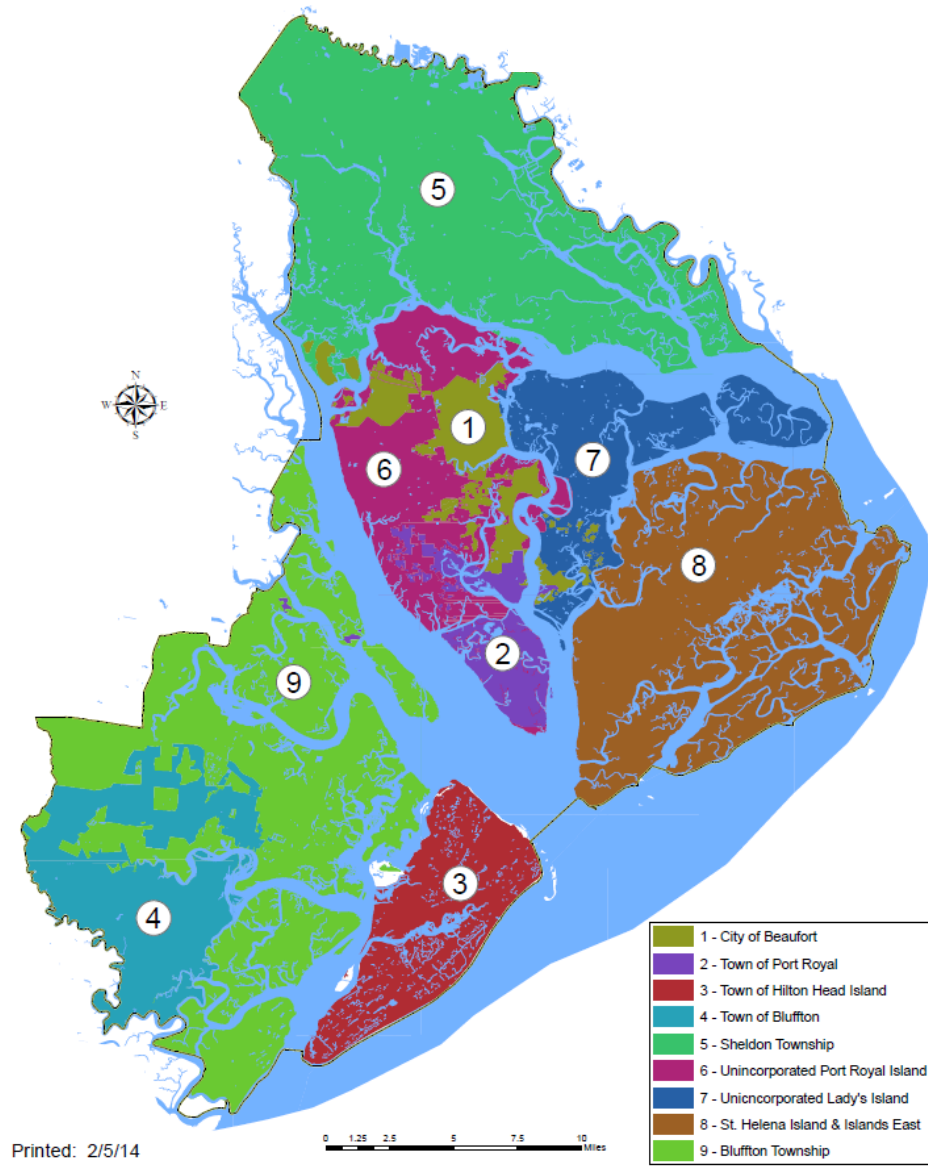 5
N
W E
S
1
7
6
8
2
9
3
4
1 - City of Beaufort
2 - Town of Port Royal
3 - Town of Hilton Head Island
4 - Town of Bluffton
5 - Sheldon Township
6 - Unincorporated Port Royal Island
7 - Unicncorporated Lady's Island
8 - St. Helena Island & Islands East
9 - Bluffton Township
Printed: 2/5/14
0 1.25 2.5 5 7.5 10
Miles